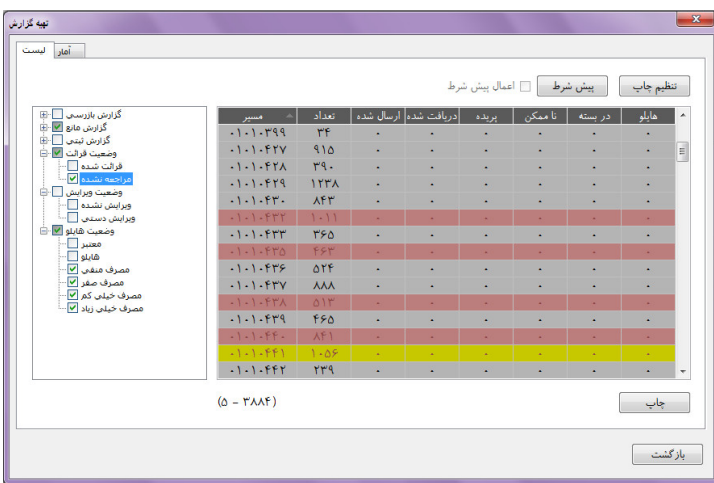 تهیه گزارش
آمار لیست
تنظیم چاپ پیش شرط اعمال پیش شرط
گزارش بازرسی
گزارش مانع
گزارش ثبتی
وضعیت قرائت
قرائت شده
مراجعه نشده
وضعیت ویرایش
ویرایش نشده
ویرایش دستی
وضعیت هایلو
معتبر
هایلو
مصرف منفی
مصرف صفر
مصرف خیلی کم
مصرف خیلی زیاد
مسیر تعداد ارسال شده دریافت شده پریده نا ممکن در بسته هایلو
۰۱۰۱۰۳۹۹ ۳۴ ۰ ۰ ۰ ۰ ۰ ۰
۰۱۰۱۰۴۲۷ ۹۱۵ ۰ ۰ ۰ ۰ ۰ ۰
۰۱۰۱۰۴۲۸ ۳۹۰ ۰ ۰ ۰ ۰ ۰ ۰
۰۱۰۱۰۴۲۹ ۱۲۳۸ ۰ ۰ ۰ ۰ ۰ ۰
۰۱۰۱۰۴۳۰ ۸۴۳ ۰ ۰ ۰ ۰ ۰ ۰
۰۱۰۱۰۴۳۲ ۱۰۱۱ ۰ ۰ ۰ ۰ ۰ ۰
۰۱۰۱۰۴۳۳ ۳۶۵ ۰ ۰ ۰ ۰ ۰ ۰
۰۱۰۱۰۴۳۵ ۴۶۳ ۰ ۰ ۰ ۰ ۰ ۰
۰۱۰۱۰۴۳۶ ۵۲۴ ۰ ۰ ۰ ۰ ۰ ۰
۰۱۰۱۰۴۳۷ ۸۸۸ ۰ ۰ ۰ ۰ ۰ ۰
۰۱۰۱۰۴۳۸ ۵۱۳ ۰ ۰ ۰ ۰ ۰ ۰
۰۱۰۱۰۴۳۹ ۴۶۵ ۰ ۰ ۰ ۰ ۰ ۰
۰۱۰۱۰۴۴۰ ۸۴۱ ۰ ۰ ۰ ۰ ۰ ۰
۰۱۰۱۰۴۴۱ ۱۰۵۶ ۰ ۰ ۰ ۰ ۰ ۰
۰۱۰۱۰۴۴۲ ۲۳۹ ۰ ۰ ۰ ۰ ۰ ۰
(۵ - ۳۸۸۴)
چاپ
بازگشت